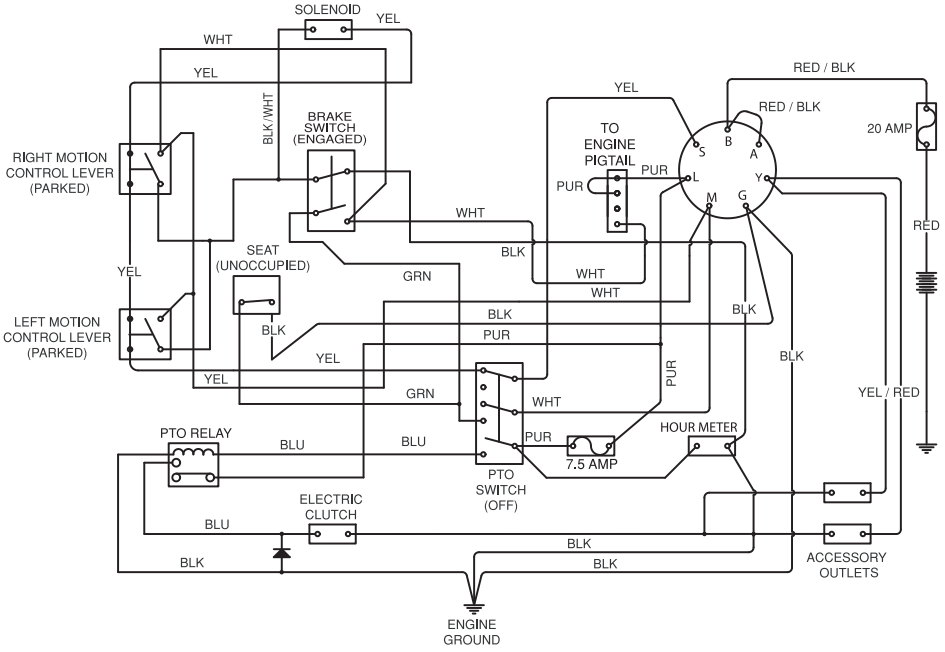 SOLENOID
YEL
WHT
YEL
RED / BLK
YEL
BLK/WHT
BRAKE
SWITCH
(ENGAGED)
RED / BLK
TO
ENGINE
PIGTAIL
20 AMP
S
B
A
RIGHT MOTION
CONTROL LEVER
(PARKED)
PUR
PUR
L
Y
M
G
WHT
RED
SEAT
(UNOCCUPIED)
BLK
YEL
GRN
WHT
WHT
BLK
BLK
BLK
LEFT MOTION
CONTROL LEVER
(PARKED)
PUR
YEL
BLK
PUR
YEL
GRN
WHT
YEL / RED
PTO RELAY
BLU
BLU
PUR
HOUR METER
7.5 AMP
PTO
SWITCH
(OFF)
ELECTRIC
CLUTCH
BLU
BLK
BLK
BLK
ACCESSORY
OUTLETS
ENGINE
GROUND